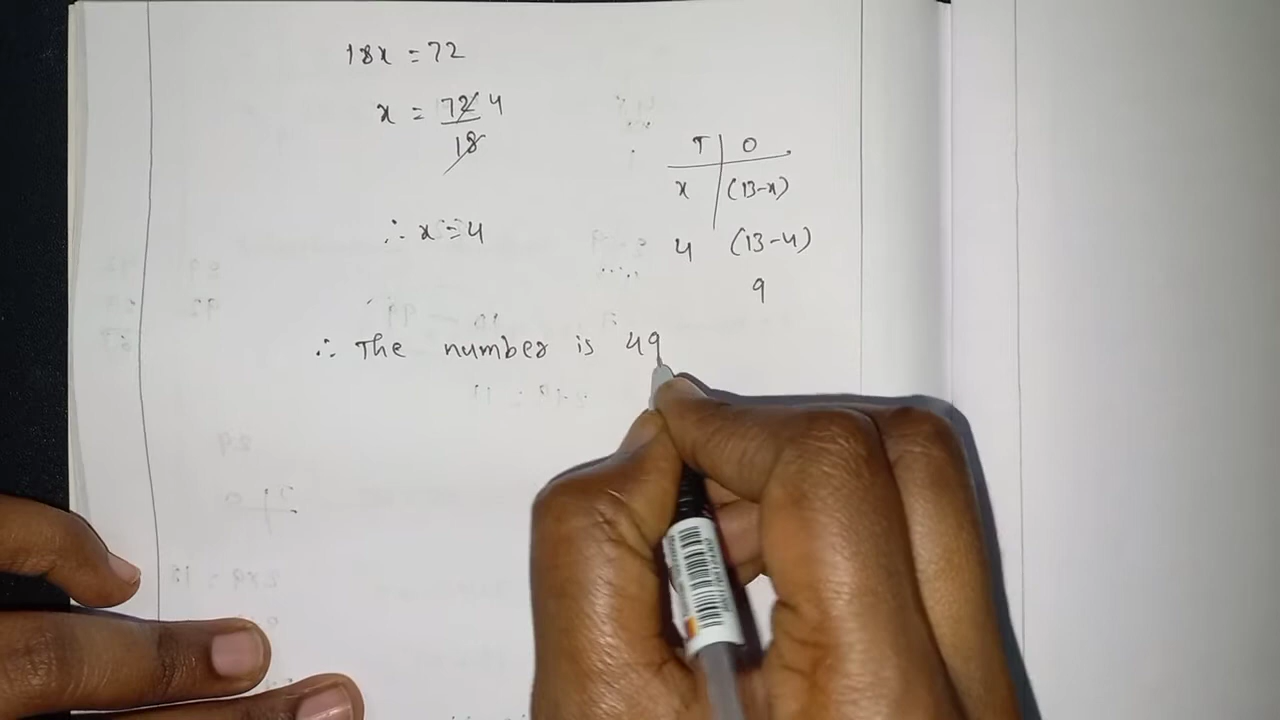 18x = 72
x = 72/18 4
∴ x = 4
T | O
x | (13-x)
4 (13-4)
9
∴ The number is 49